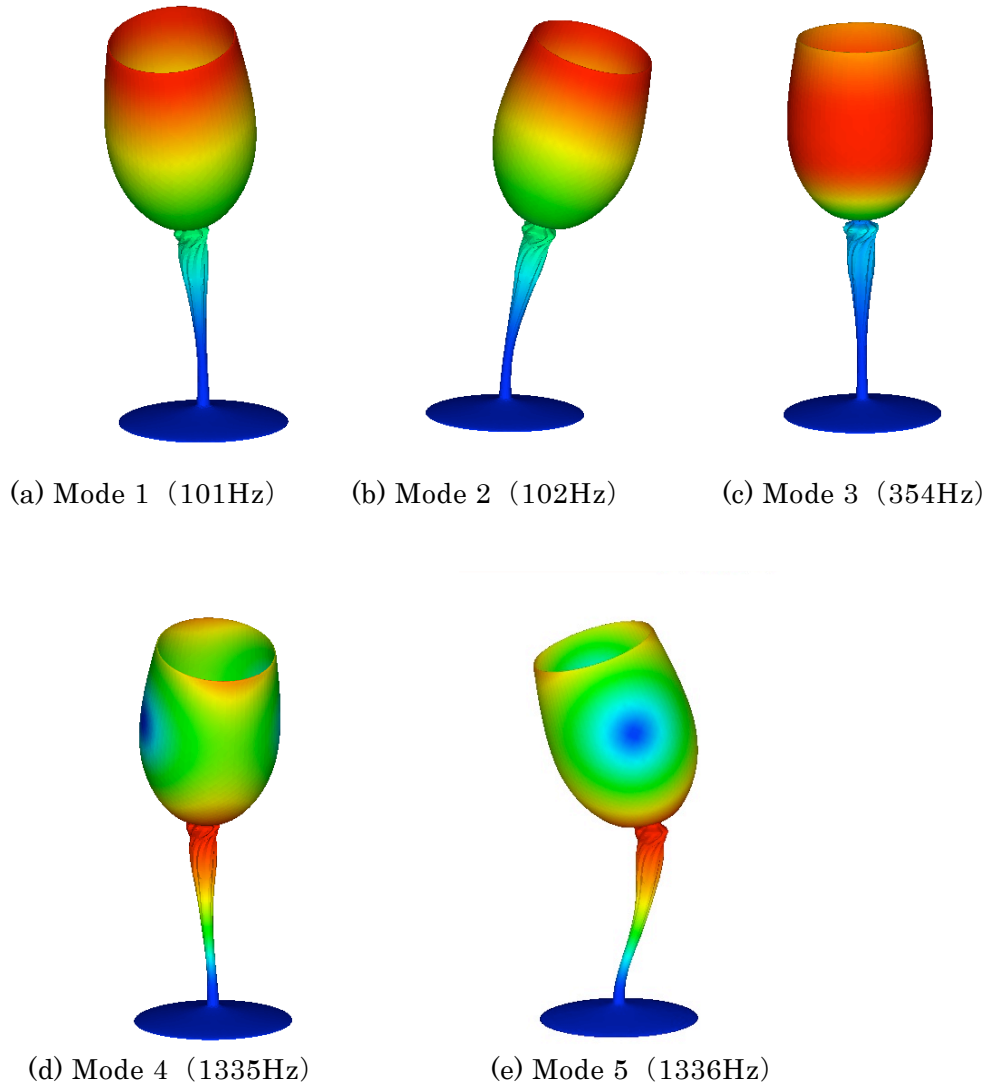 (a) Mode 1（101Hz）
(b) Mode 2（102Hz）
(c) Mode 3（354Hz）
(d) Mode 4（1335Hz）
(e) Mode 5（1336Hz）